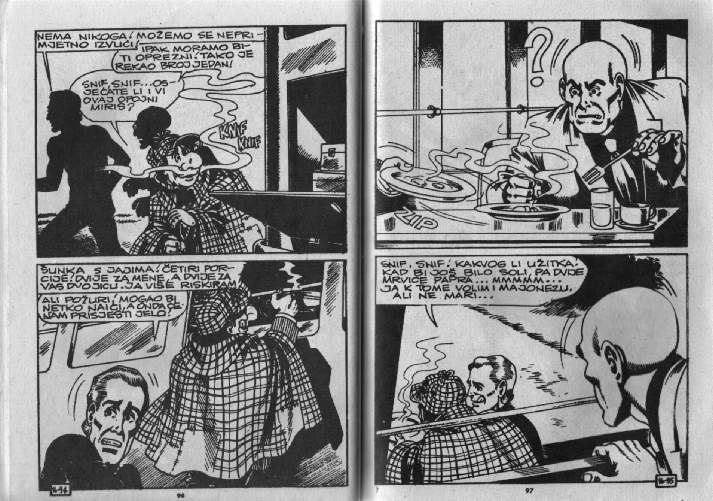 NEMA NIKOGA! MOŽEMO SE NEPRI-
MJETNO IZVUĆI!
IPAK MORAMO BI-
TI OPREZNI! TAKO JE
REKAO BROJ JEDAN!
SNIF, SNIF... OS-
JEĆATE LI I VI
OVAJ OPOJNI
MIRIS?
KNIF
KNIF
ŠUNKA S JAJIMA! ČETIRI POR-
CIJE! DVIJE ZA MENE, A DVIJE ZA
VAS DVOJICU. JA VIŠE RISKIRAM!
ALI POŽURI! MOGAO BI
NETKO NAIĆI, A ONDA ĆE
NAM PRISJESTI JELO!
96
?
ZIP
SNIF, SNIF! KAKVOG LI UŽITKA!
KAD BI JOŠ BILO SOLI, PA DVIJE
MRVICE PAPRA... MMMMM...
JA K TOME VOLIM I MAJONEZU,
ALI NE MARI...
97